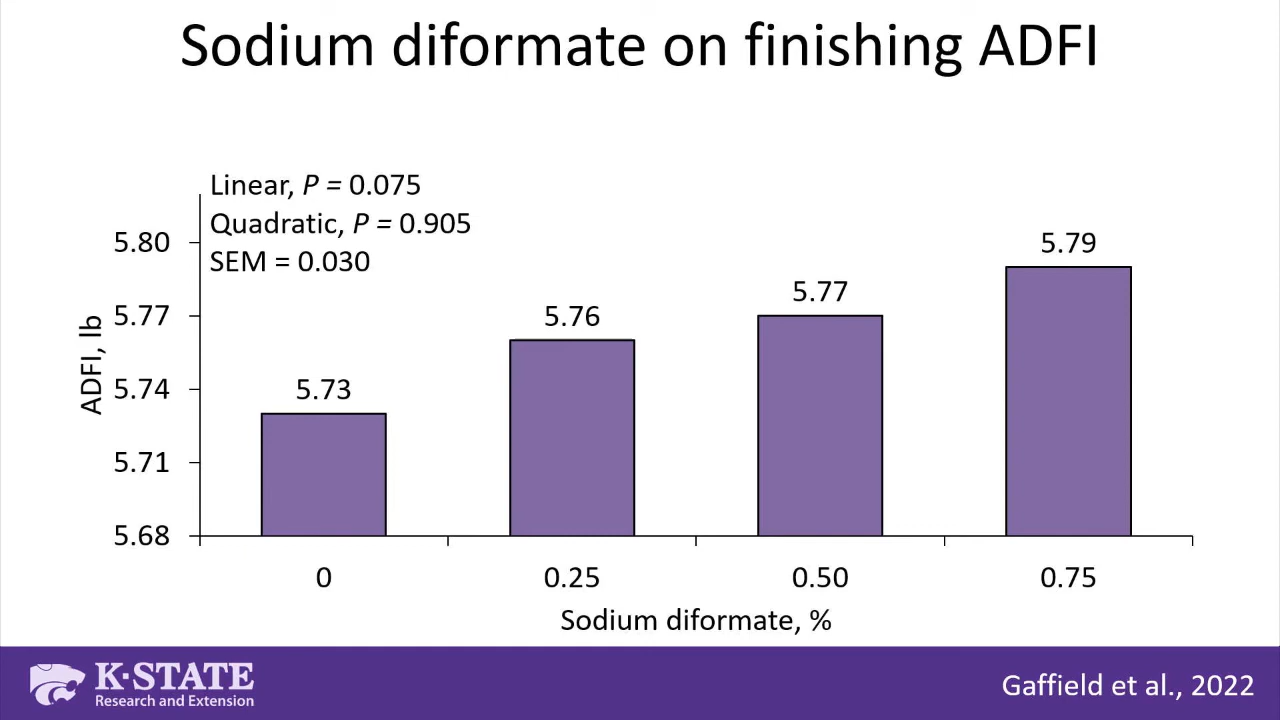 Sodium diformate on finishing ADFI
Linear, P = 0.075
Quadratic, P = 0.905
SEM = 0.030
ADFI, lb
5.80
5.77
5.74
5.71
5.68
5.73
5.76
5.77
5.79
0
0.25
0.50
0.75
Sodium diformate, %
K-STATE
Research and Extension
Gaffield et al., 2022